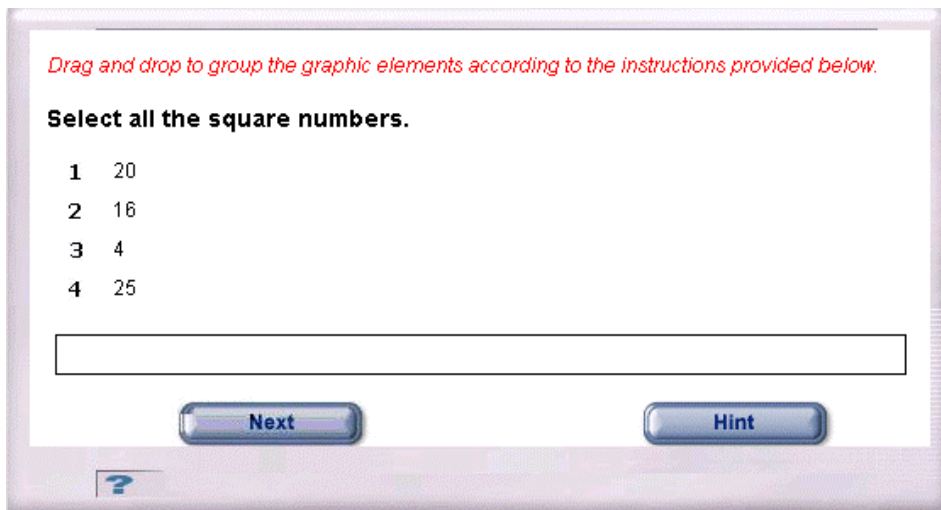 Drag and drop to group the graphic elements according to the instructions provided below.
Select all the square numbers.
1 20
2 16
3 4
4 25
Next Hint
?